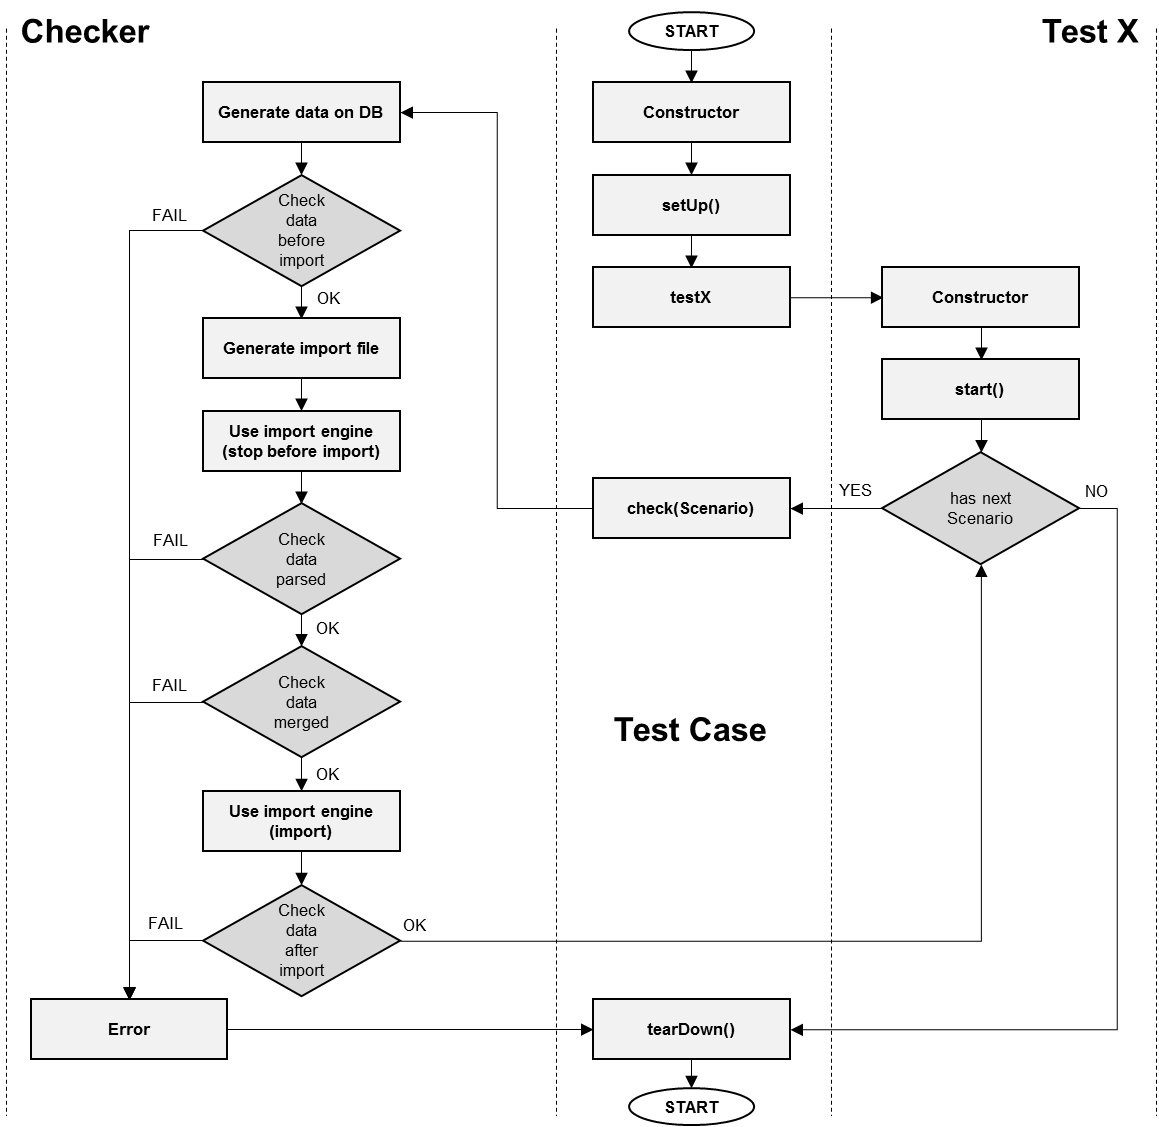 Checker
START
Test X
Generate data on DB
Constructor
Check
data
before
import
FAIL
setUp()
OK
testX
Constructor
Generate import file
start()
Use import engine
(stop before import)
YES
has next
Scenario
NO
check(Scenario)
FAIL
Check
data
parsed
OK
FAIL
Check
data
merged
Test Case
OK
Use import engine
(import)
FAIL
Check
data
after
import
OK
Error
tearDown()
START